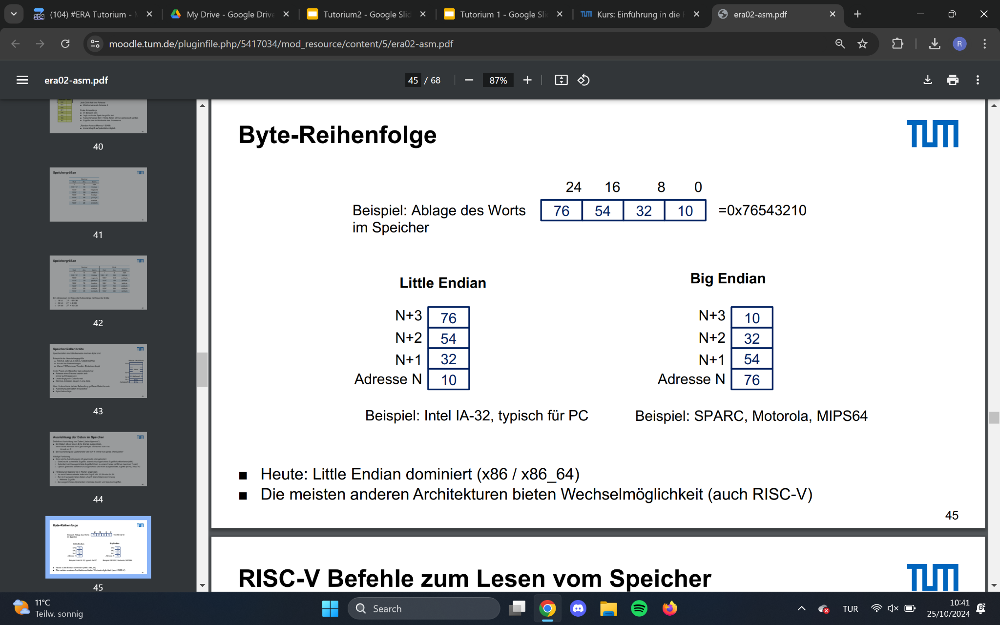 (104) #ERA Tutorium -
My Drive - Google Drive
Tutorium2 - Google Slid
Tutorium 1 - Google Sli
Kurs: Einführung in die
era02-asm.pdf
moodle.tum.de/pluginfile.php/5417034/mod_resource/content/5/era02-asm.pdf
R
era02-asm.pdf
45 / 68
87%
40
Speichergrößen
TUM
41
Speichergrößen
TUM
42
Speicher/Zellenbreite
TUM
43
Ausrichtung der Daten im Speicher
TUM
44
Byte-Reihenfolge
TUM
45
Byte-Reihenfolge
TUM
24 16 8 0
Beispiel: Ablage des Worts 76 54 32 10 =0x76543210
im Speicher
Little Endian
N+3 76
N+2 54
N+1 32
Adresse N 10
Beispiel: Intel IA-32, typisch für PC
Big Endian
N+3 10
N+2 32
N+1 54
Adresse N 76
Beispiel: SPARC, Motorola, MIPS64
■ Heute: Little Endian dominiert (x86 / x86_64)
■ Die meisten anderen Architekturen bieten Wechselmöglichkeit (auch RISC-V)
45
RISC-V Befehle zum Lesen vom Speicher
TUM
11°C
Teilw. sonnig
Search
TUR
10:41
25/10/2024